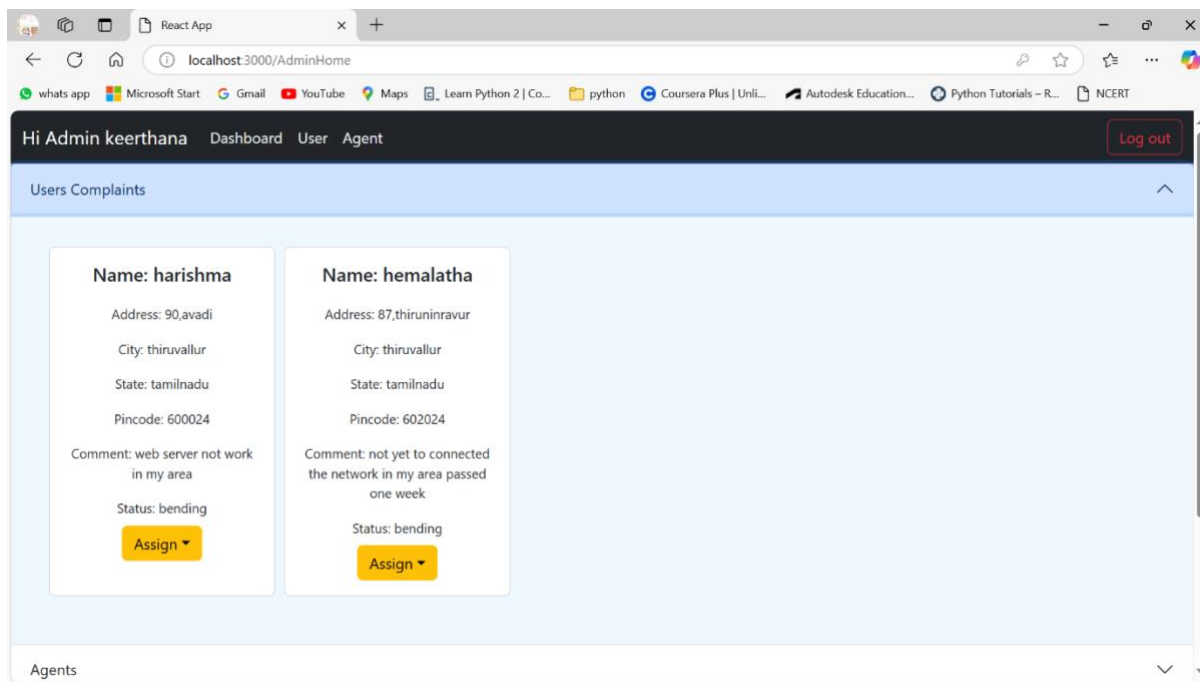 React App
localhost:3000/AdminHome
whats app Microsoft Start Gmail YouTube Maps Learn Python 2 | Co... python Coursera Plus | Unli... Autodesk Education... Python Tutorials – R... NCERT
Hi Admin keerthana Dashboard User Agent Log out
Users Complaints
Name: harishma
Address: 90,avadi
City: thiruvallur
State: tamilnadu
Pincode: 600024
Comment: web server not work
in my area
Status: bending
Assign
Name: hemalatha
Address: 87,thiruninravur
City: thiruvallur
State: tamilnadu
Pincode: 602024
Comment: not yet to connected
the network in my area passed
one week
Status: bending
Assign
Agents